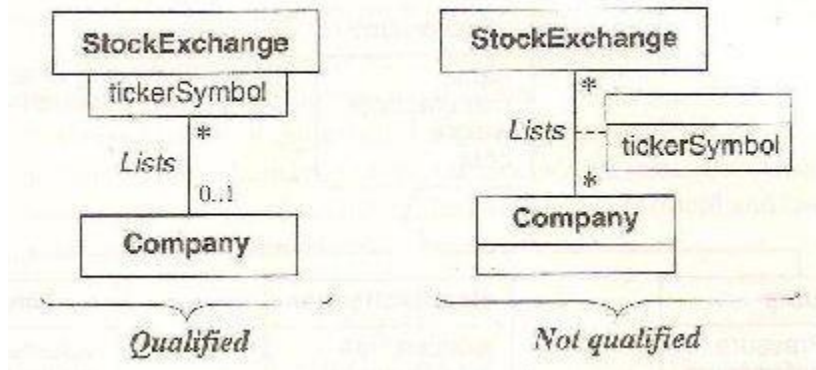 StockExchange
tickerSymbol
*
Lists
0..1
Company
Qualified
StockExchange
*
Lists
tickerSymbol
*
Company
Not qualified